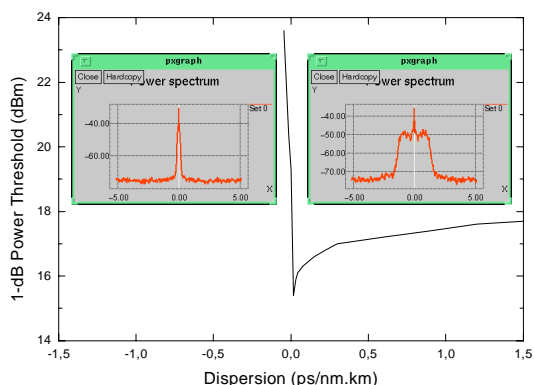 24
22
20
18
16
14
1-dB Power Threshold (dBm)
-1,5
-1,0
-0,5
0,0
0,5
1,0
1,5
Dispersion (ps/nm.km)
pxgraph
Close
Hardcopy
Power spectrum
Y
Set 0
-40.00
-60.00
X
-5.00
0.00
5.00
pxgraph
Close
Hardcopy
Power spectrum
Y
Set 0
-40.00
-50.00
-60.00
-70.00
X
-5.00
0.00
5.00